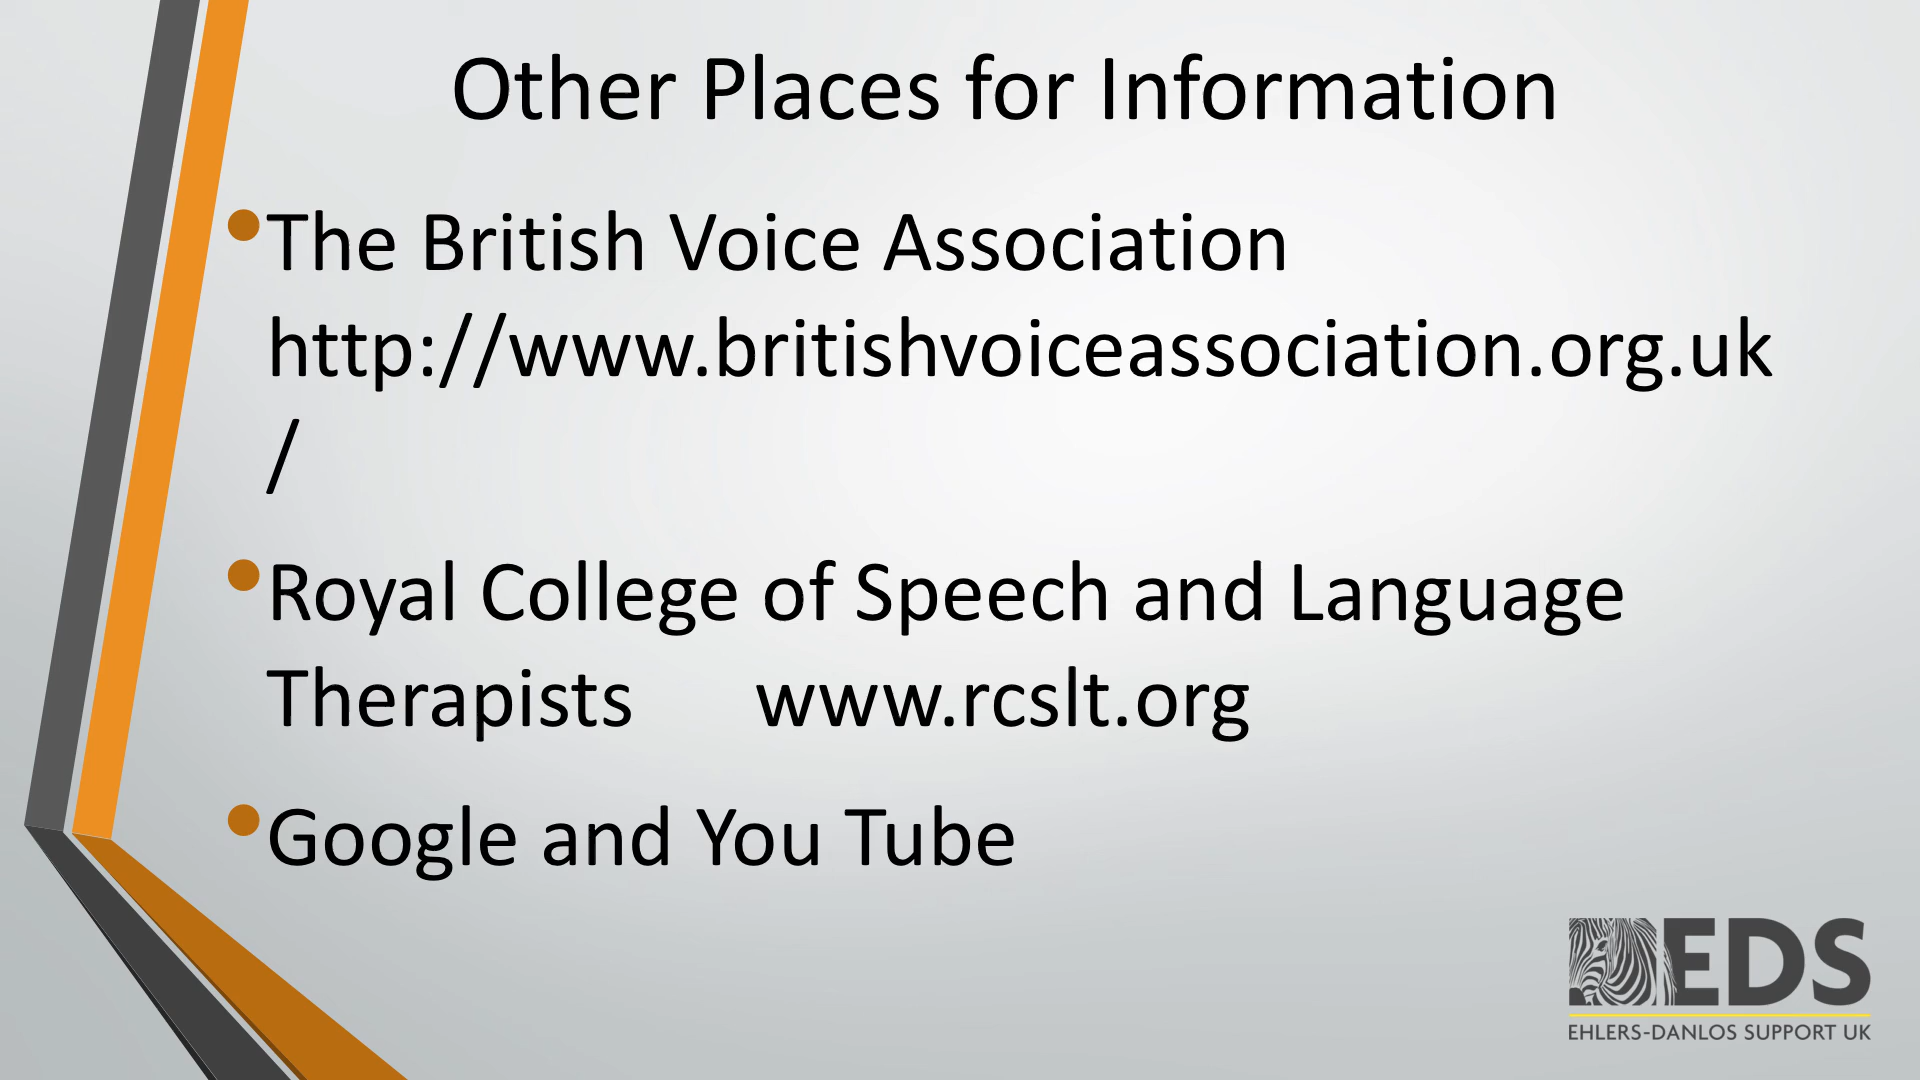 Other Places for Information
•The British Voice Association
http://www.britishvoiceassociation.org.uk
/
•Royal College of Speech and Language
Therapists www.rcslt.org
•Google and You Tube
EDS
EHLERS-DANLOS SUPPORT UK